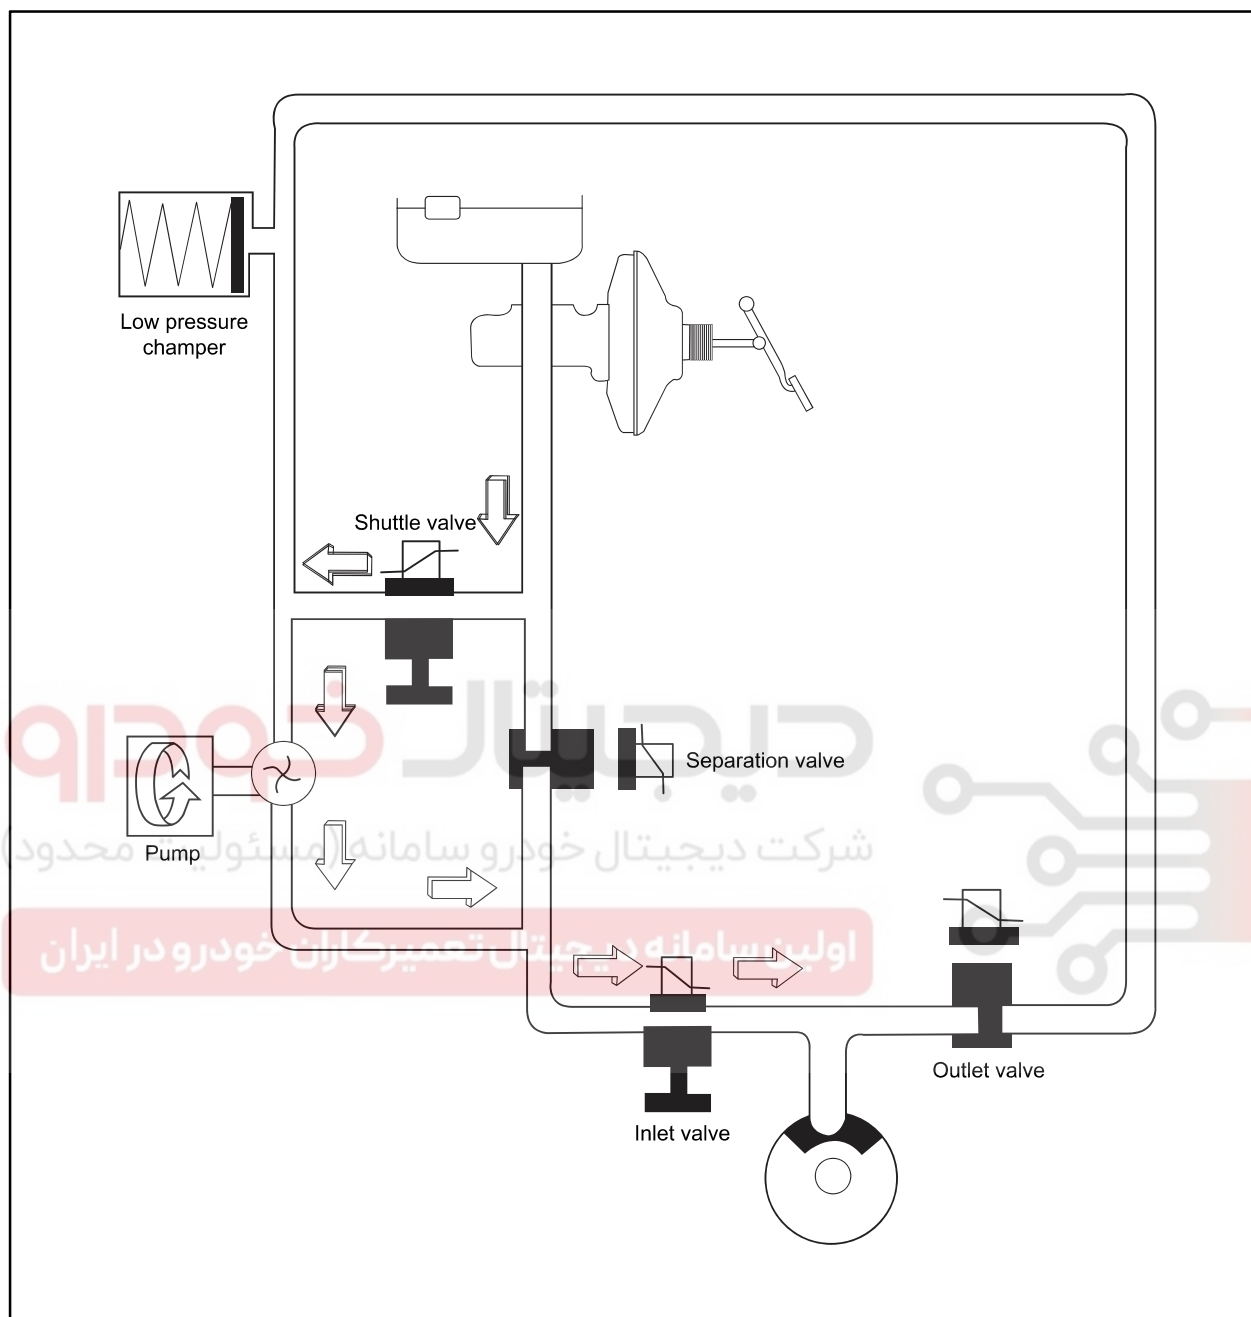 Low pressure
champer
Shuttle valve
دیجیتال خودرو
Separation valve
شرکت دیجیتال خودرو سامانه (مسئولیت محدود)
Pump
اولین سامانه دیجیتال تعمیرکاران خودرو در ایران
Outlet valve
Inlet valve